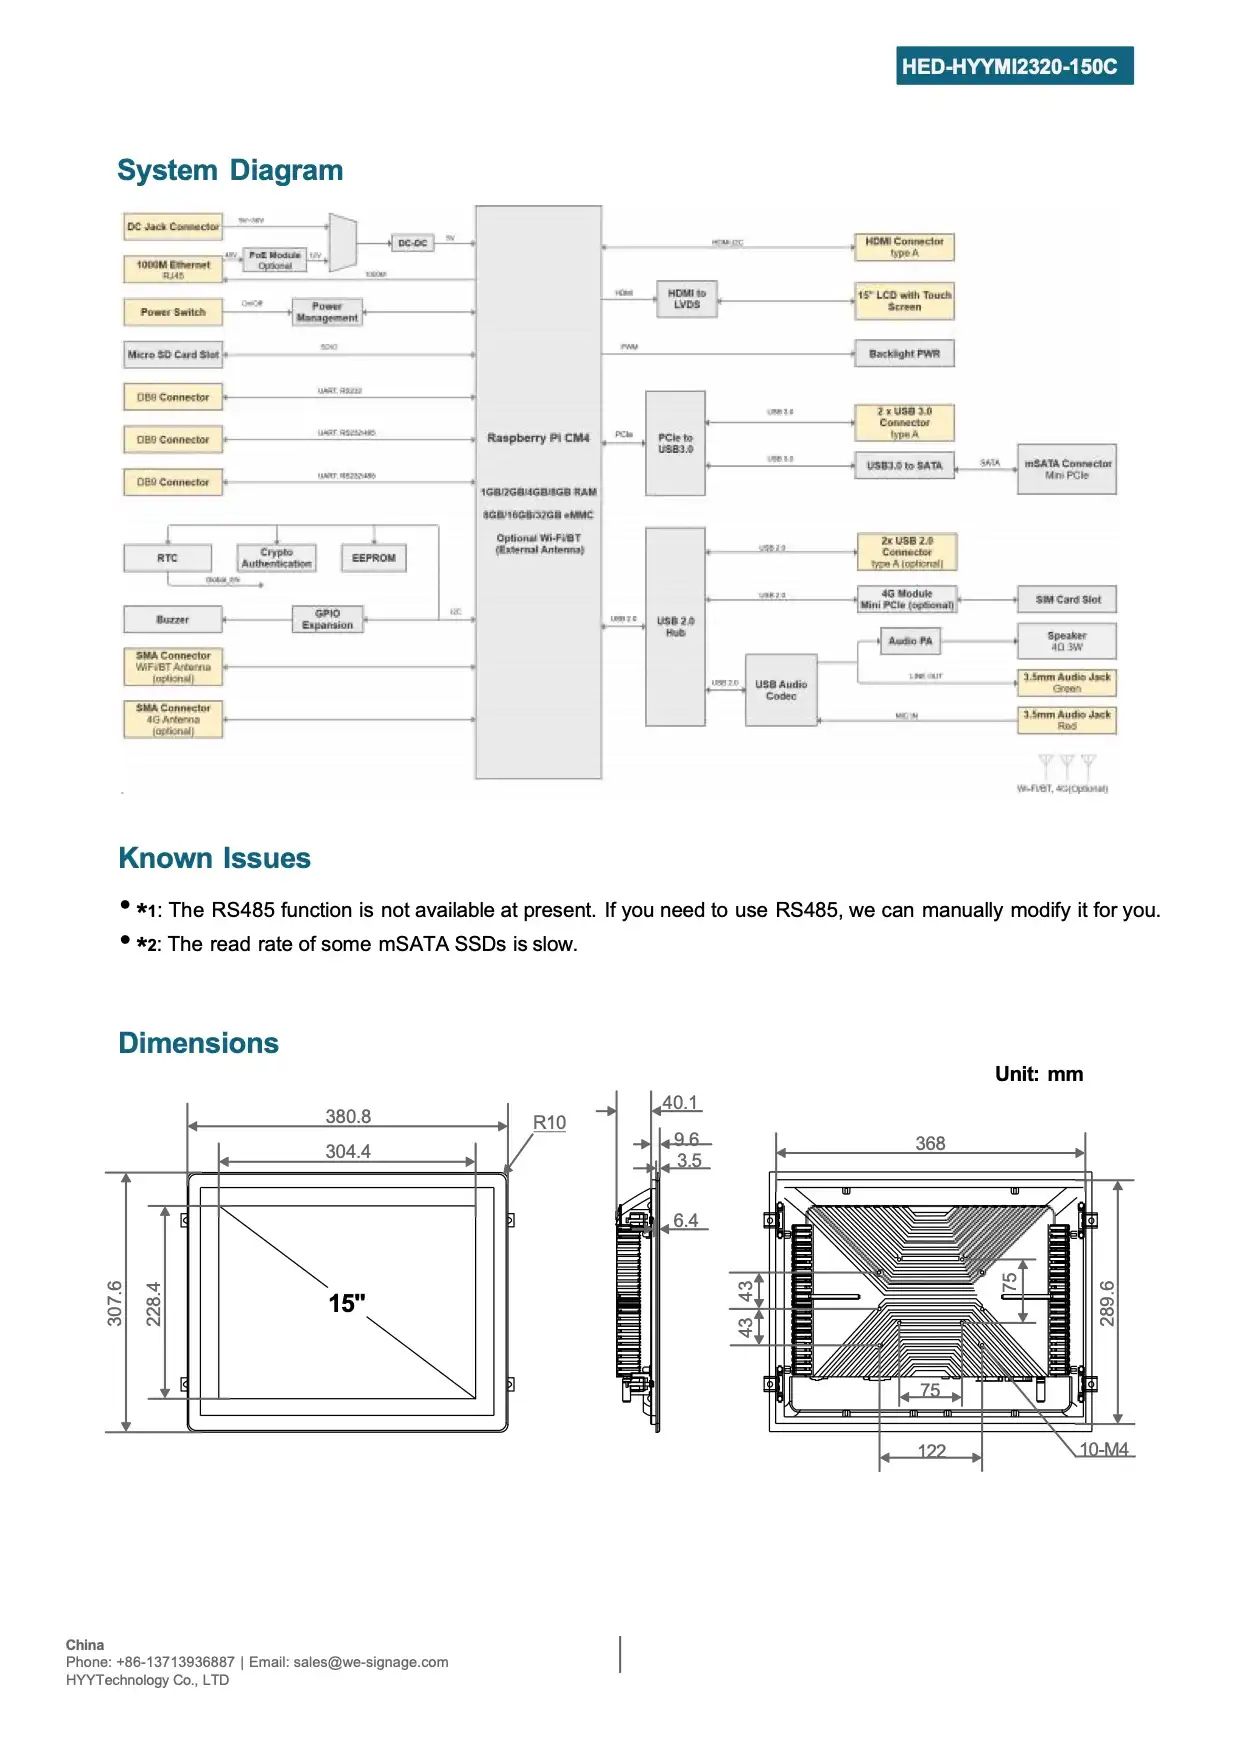 HED-HYYMI2320-150C
System Diagram
DC Jack Connector
9V~36V
DC-DC
5V
1000M Ethernet
RJ45
48V
PoE Module
Optional
12V
1000M
Power Switch
On/Off
Power
Management
Micro SD Card Slot
SDIO
DB9 Connector
UART: RS232
DB9 Connector
UART: RS232/485
DB9 Connector
UART: RS232/485
RTC
Crypto
Authentication
EEPROM
Buzzer
GPIO
Expansion
I2C
SMA Connector
WiFi/BT Antenna
(optional)
SMA Connector
4G Antenna
(optional)
Raspberry Pi CM4
1GB/2GB/4GB/8GB RAM
8GB/16GB/32GB eMMC
Optional Wi-Fi/BT
(External Antenna)
HDMI/I2C
HDMI Connector
type A
HDMI
HDMI to
LVDS
15" LCD with Touch
Screen
PWM
Backlight PWR
PCIe
PCIe to
USB3.0
USB 3.0
2 x USB 3.0
Connector
type A
USB 3.0
USB3.0 to SATA
SATA
mSATA Connector
Mini PCIe
USB 2.0
USB 2.0
Hub
USB 2.0
2x USB 2.0
Connector
type A (optional)
USB 2.0
4G Module
Mini PCIe (optional)
SIM Card Slot
USB 2.0
USB Audio
Codec
Audio PA
Speaker
4Ω 3W
LINE OUT
3.5mm Audio Jack
Green
MIC IN
3.5mm Audio Jack
Red
Wi-Fi/BT, 4G(Optional)
Known Issues
• *1: The RS485 function is not available at present. If you need to use RS485, we can manually modify it for you.
• *2: The read rate of some mSATA SSDs is slow.
Dimensions
Unit: mm
380.8
304.4
R10
307.6
228.4
15"
40.1
9.6
3.5
6.4
368
43
43
75
289.6
75
122
10-M4
China
Phone: +86-13713936887 | Email: sales@we-signage.com
HYYTechnology Co., LTD